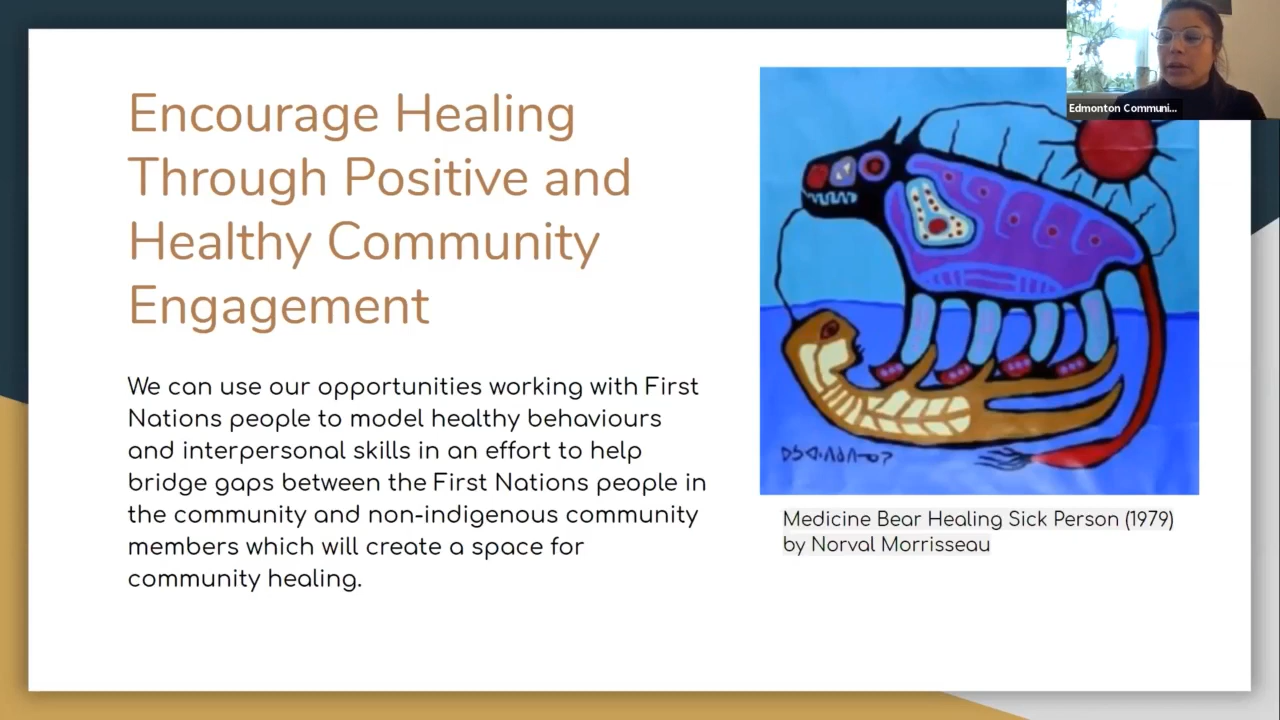 Encourage Healing
Through Positive and
Healthy Community
Engagement
We can use our opportunities working with First
Nations people to model healthy behaviours
and interpersonal skills in an effort to help
bridge gaps between the First Nations people in
the community and non-indigenous community
members which will create a space for
community healing.
Edmonton Communi...
Medicine Bear Healing Sick Person (1979)
by Norval Morrisseau